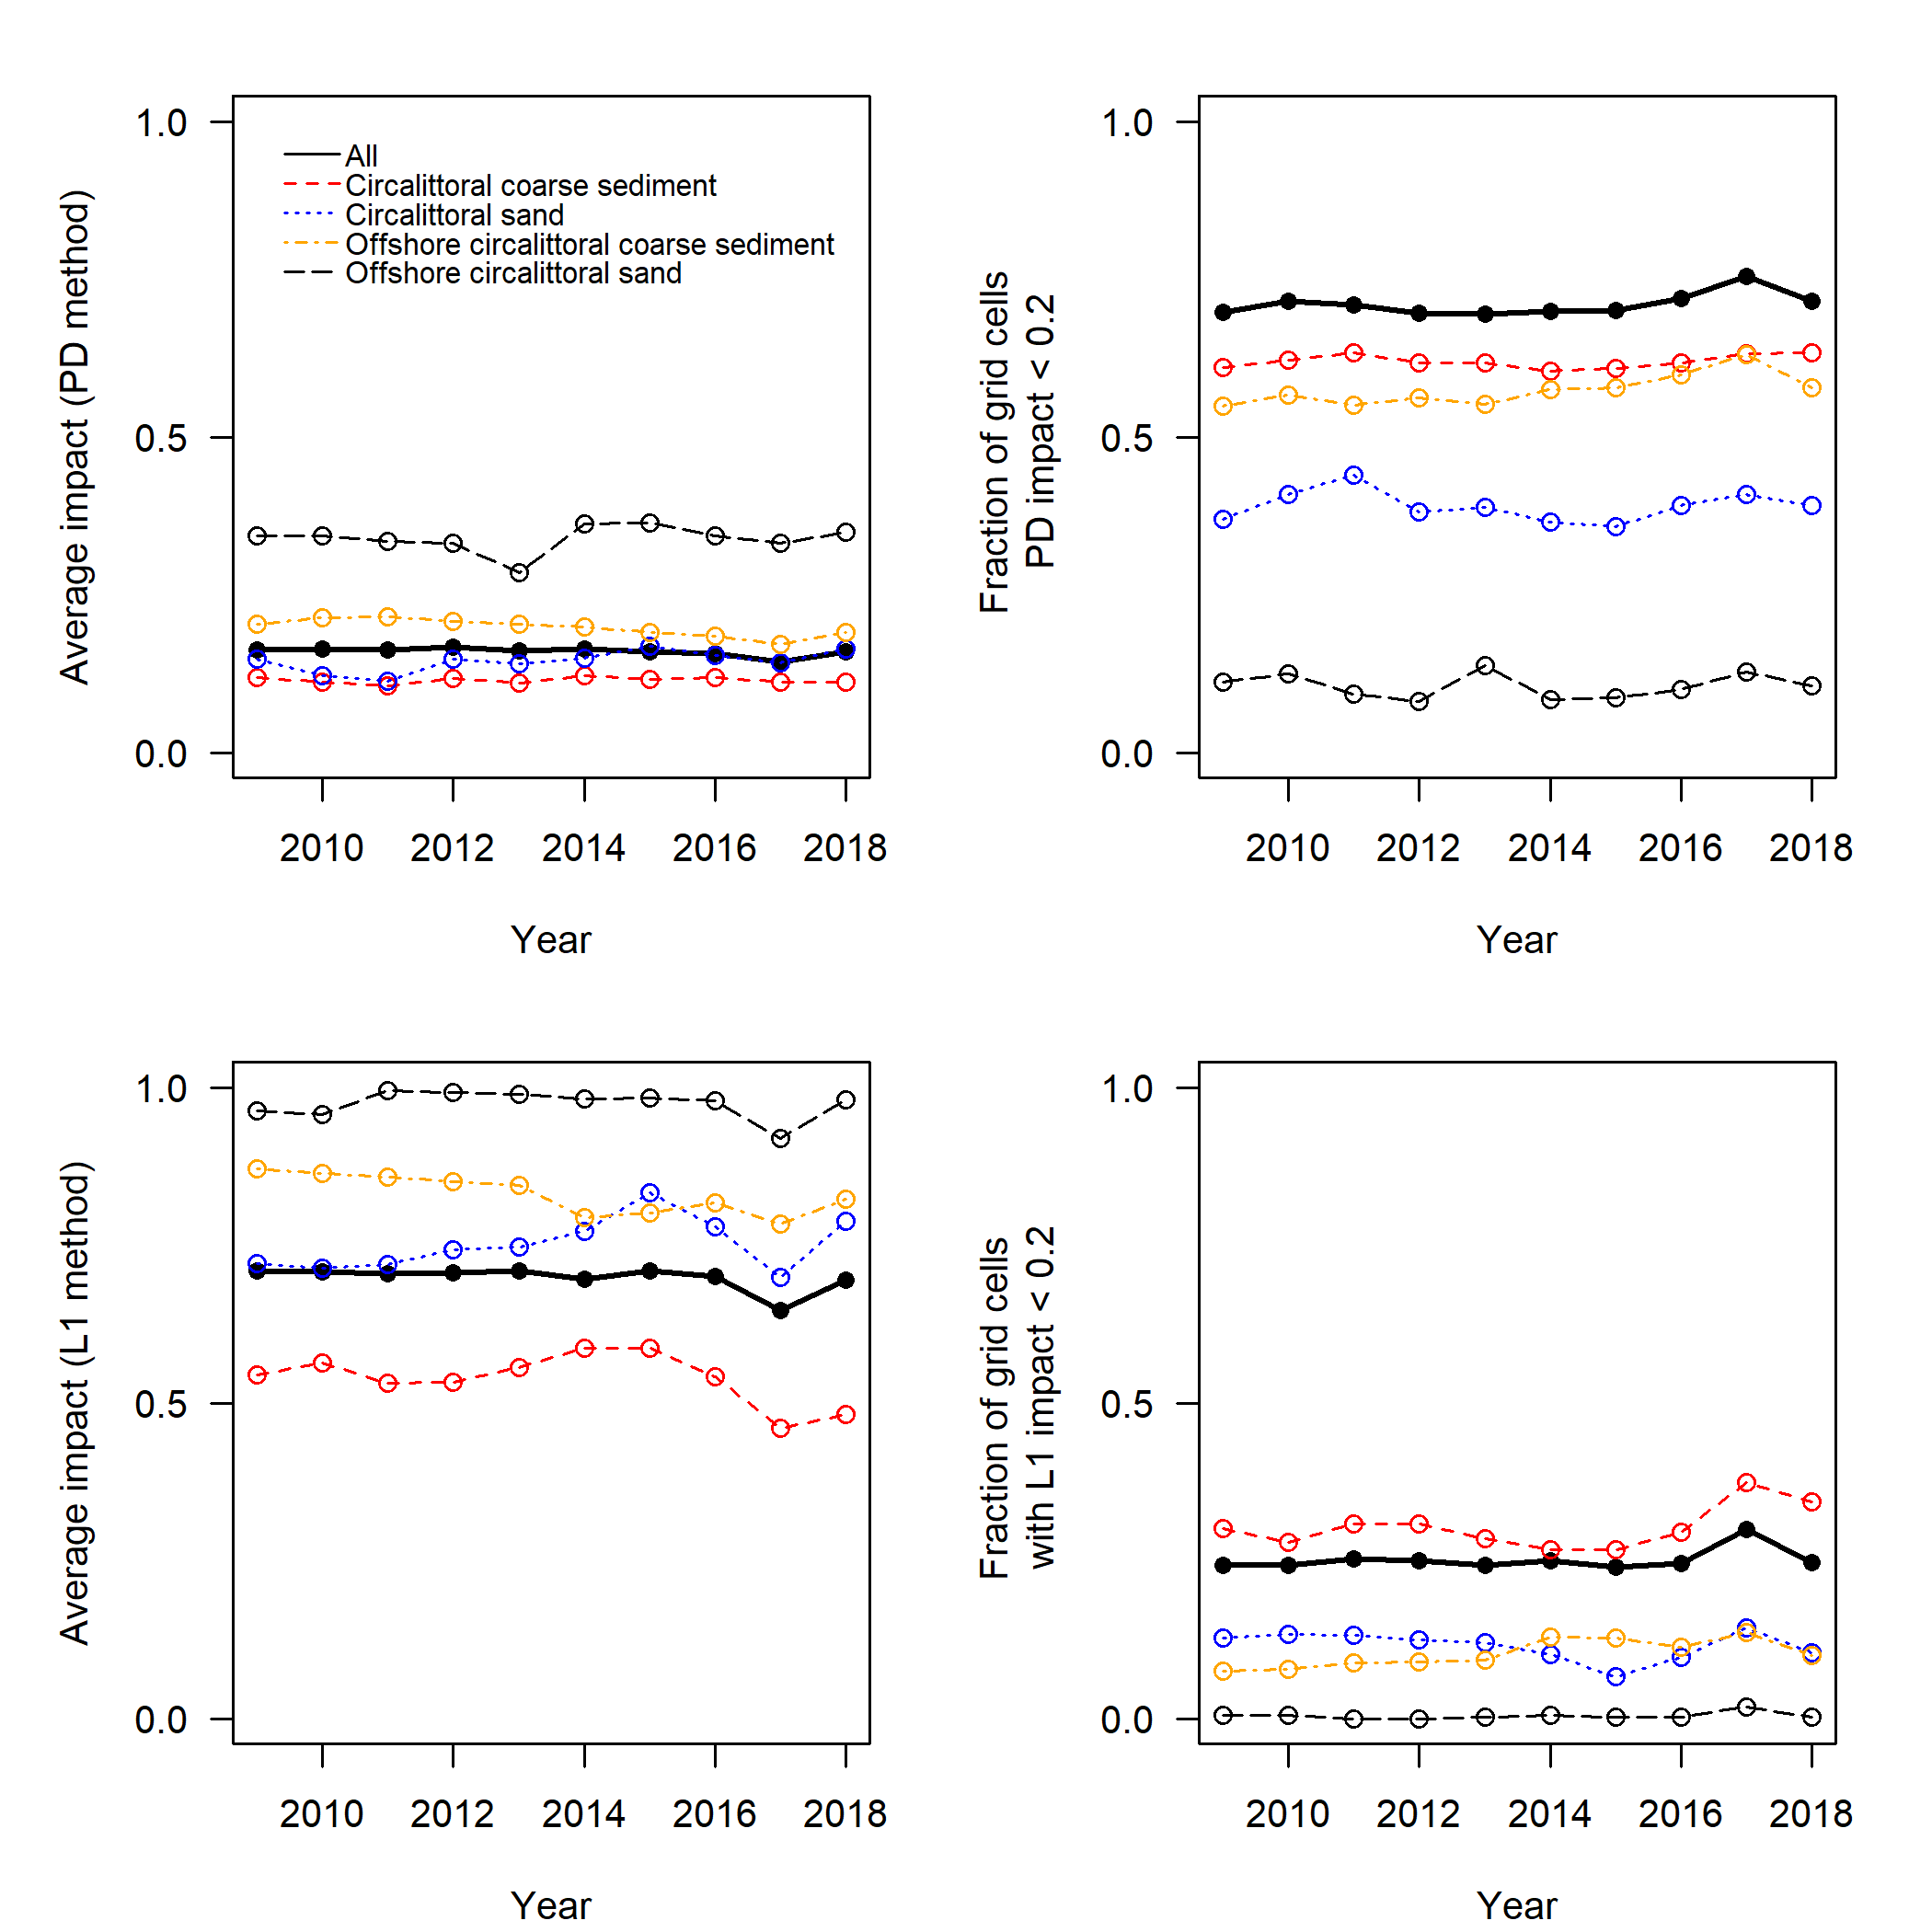 Average impact (PD method)
1.0
0.5
0.0
All
Circalittoral coarse sediment
Circalittoral sand
Offshore circalittoral coarse sediment
Offshore circalittoral sand
2010 2012 2014 2016 2018
Year
Fraction of grid cells
PD impact < 0.2
1.0
0.5
0.0
2010 2012 2014 2016 2018
Year
Average impact (L1 method)
1.0
0.5
0.0
2010 2012 2014 2016 2018
Year
Fraction of grid cells
with L1 impact < 0.2
1.0
0.5
0.0
2010 2012 2014 2016 2018
Year